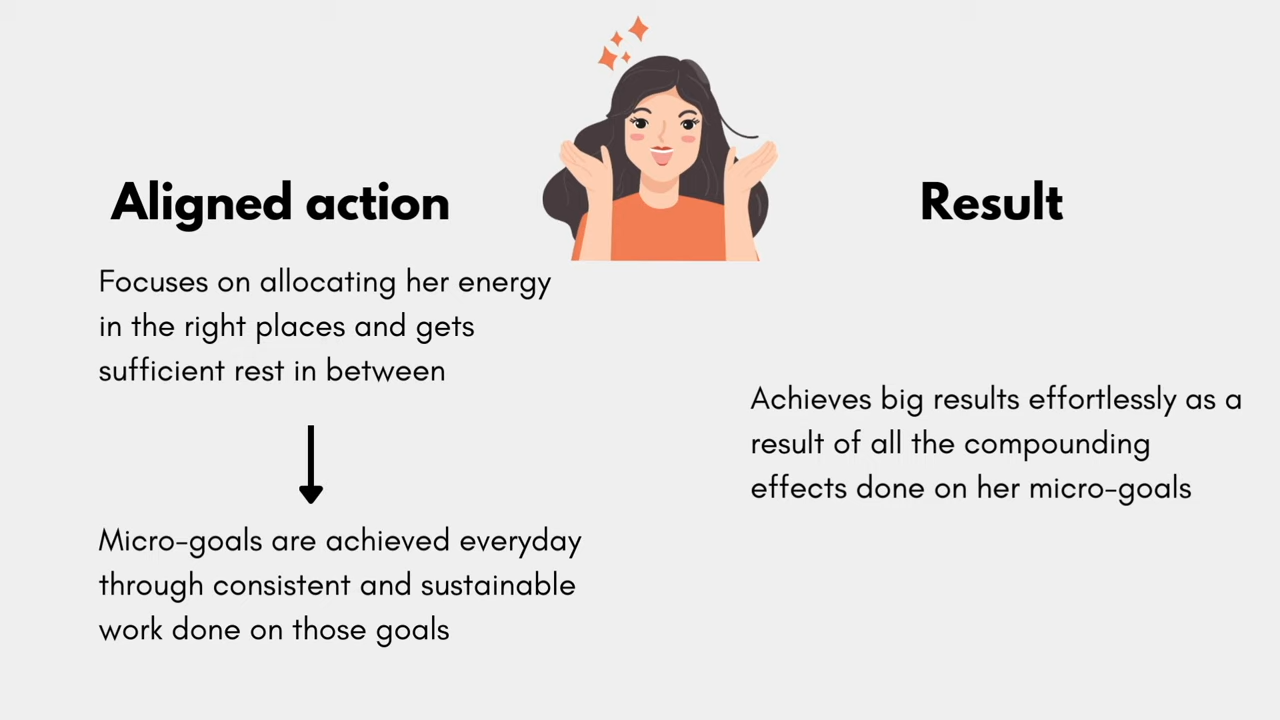 Aligned action
Focuses on allocating her energy
in the right places and gets
sufficient rest in between
Micro-goals are achieved everyday
through consistent and sustainable
work done on those goals
Result
Achieves big results effortlessly as a
result of all the compounding
effects done on her micro-goals